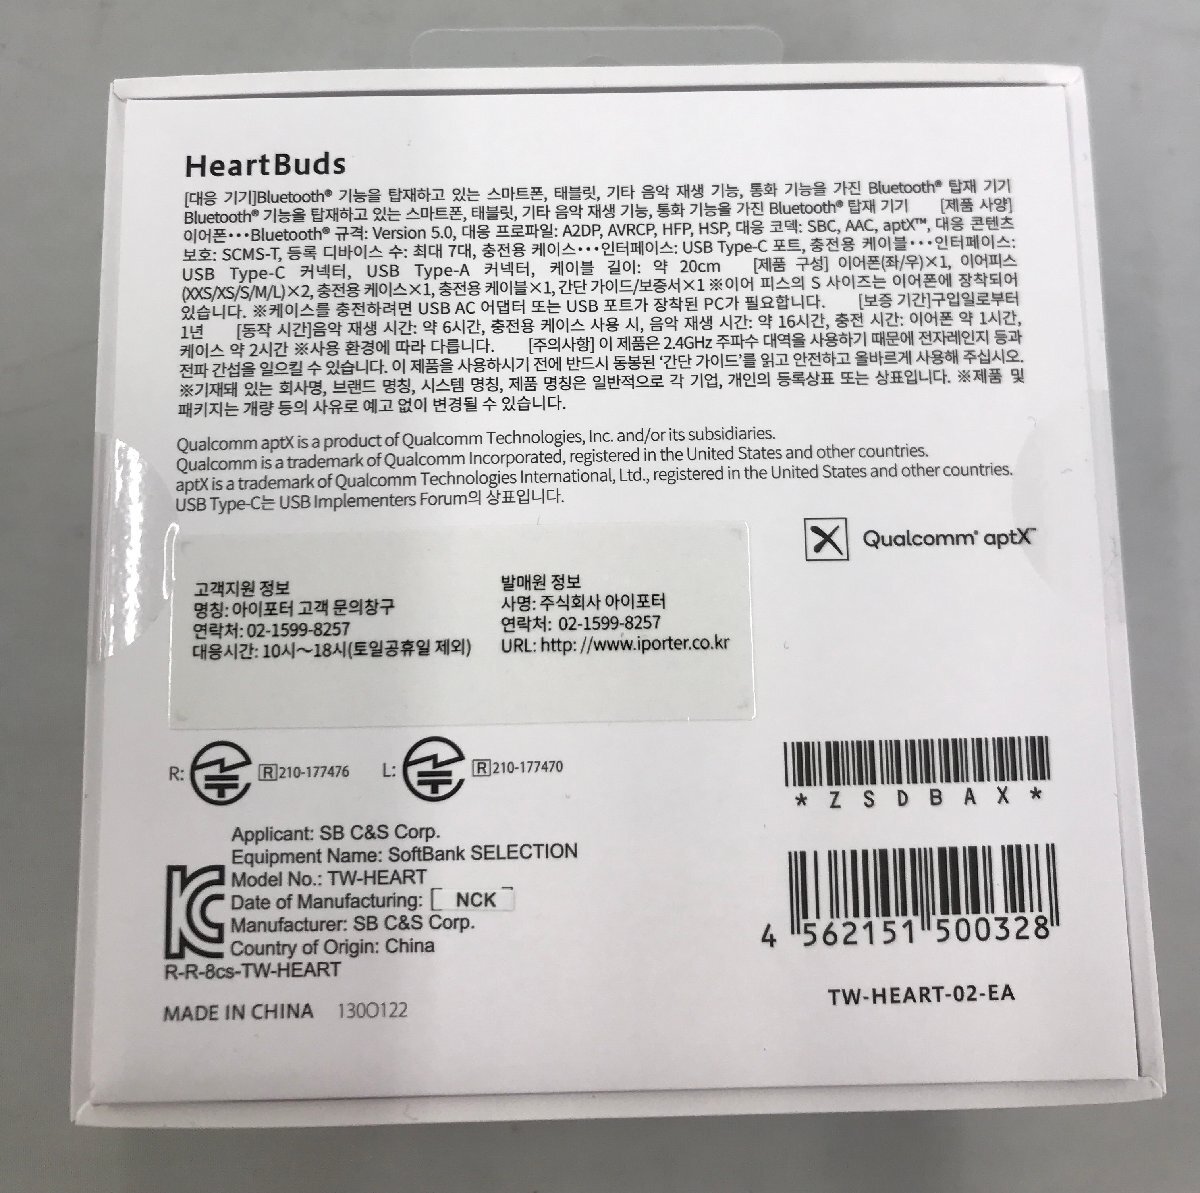 HeartBuds
[대응 기기]Bluetooth® 기능을 탑재하고 있는 스마트폰, 태블릿, 기타 음악 재생 기능, 통화 기능을 가진 Bluetooth® 탑재 기기
Bluetooth® 기능을 탑재하고 있는 스마트폰, 태블릿, 기타 음악 재생 기능, 통화 기능을 가진 Bluetooth® 탑재 기기 [제품 사양]
이어폰···Bluetooth® 규격: Version 5.0, 대응 프로파일: A2DP, AVRCP, HFP, HSP, 대응 코덱: SBC, AAC, aptX™, 대응 콘텐츠
보호: SCMS-T, 등록 디바이스 수: 최대 7대, 충전용 케이스···인터페이스: USB Type-C 포트, 충전용 케이블···인터페이스:
USB Type-C 커넥터, USB Type-A 커넥터, 케이블 길이: 약 20cm [제품 구성] 이어폰(좌/우)×1, 이어피스
(XXS/XS/S/M/L)×2, 충전용 케이스×1, 충전용 케이블×1, 간단 가이드/보증서×1 ※이어 피스의 S 사이즈는 이어폰에 장착되어
있습니다. ※케이스를 충전하려면 USB AC 어댑터 또는 USB 포트가 장착된 PC가 필요합니다. [보증 기간]구입일로부터
1년 [동작 시간]음악 재생 시간: 약 6시간, 충전용 케이스 사용 시, 음악 재생 시간: 약 16시간, 충전 시간: 이어폰 약 1시간,
케이스 약 2시간 ※사용 환경에 따라 다릅니다. [주의사항] 이 제품은 2.4GHz 주파수 대역을 사용하기 때문에 전자레인지 등과
전파 간섭을 일으킬 수 있습니다. 이 제품을 사용하시기 전에 반드시 동봉된 ‘간단 가이드’를 읽고 안전하고 올바르게 사용해 주십시오.
※기재돼 있는 회사명, 브랜드 명칭, 시스템 명칭, 제품 명칭은 일반적으로 각 기업, 개인의 등록상표 또는 상표입니다. ※제품 및
패키지는 개량 등의 사유로 예고 없이 변경될 수 있습니다.
Qualcomm aptX is a product of Qualcomm Technologies, Inc. and/or its subsidiaries.
Qualcomm is a trademark of Qualcomm Incorporated, registered in the United States and other countries.
aptX is a trademark of Qualcomm Technologies International, Ltd., registered in the United States and other countries.
USB Type-C는 USB Implementers Forum의 상표입니다.
Qualcomm® aptX™
고객지원 정보
명칭: 아이포터 고객 문의창구
연락처: 02-1599-8257
대응시간: 10시～18시(토일공휴일 제외)
발매원 정보
사명: 주식회사 아이포터
연락처: 02-1599-8257
URL: http: //www.iporter.co.kr
R: R 210-177476 L: R 210-177470
* Z S D B A X *
Applicant: SB C&S Corp.
Equipment Name: SoftBank SELECTION
Model No.: TW-HEART
Date of Manufacturing: NCK
Manufacturer: SB C&S Corp.
Country of Origin: China
R-R-8cs-TW-HEART
4 562151 500328
TW-HEART-02-EA
MADE IN CHINA 130O122